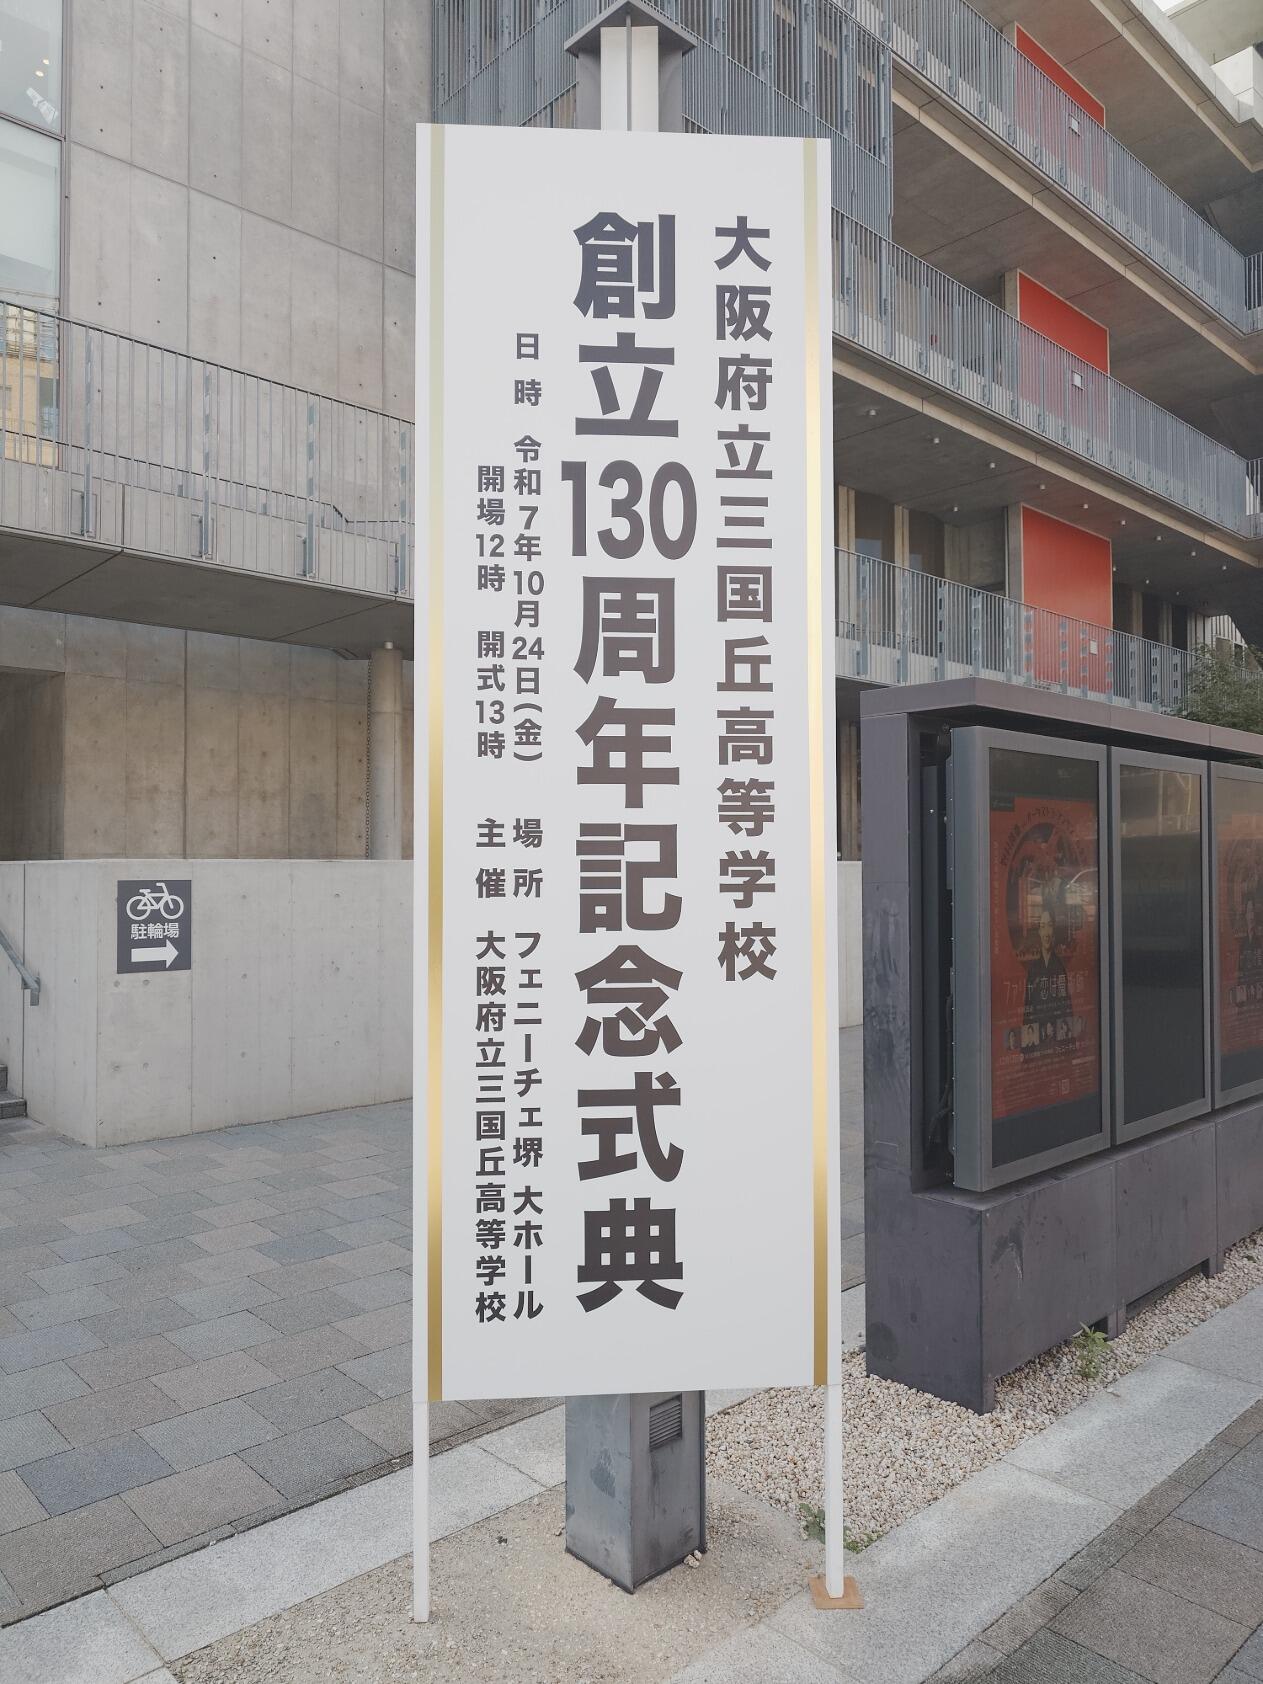 大阪府立三国丘高等学校
創立130周年記念式典
日時 令和7年10月24日(金)
開場12時 開式13時
場所 フェニーチェ堺 大ホール
主催 大阪府立三国丘高等学校
駐輪場